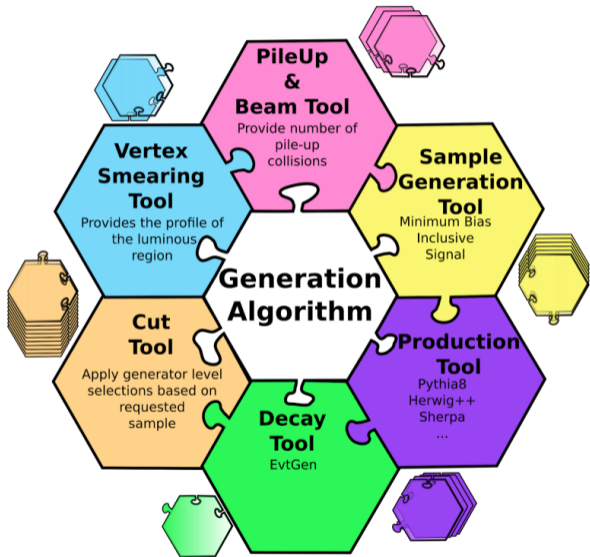 PileUp
&
Beam Tool
Provide number of
pile-up
collisions
Vertex
Smearing
Tool
Provides the profile of
the luminous
region
Sample
Generation
Tool
Minimum Bias
Inclusive
Signal
Generation
Algorithm
Cut
Tool
Apply generator level
selections based on
requested
sample
Production
Tool
Pythia8
Herwig++
Sherpa
...
Decay
Tool
EvtGen